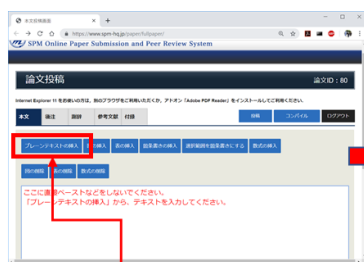 本文投稿画面
https://www.spm-hq.jp/paper/fullpaper/
SPM Online Paper Submission and Peer Review System
論文投稿
論文ID : 80
Internet Explorer 11 をお使いの方は、別のブラウザをご利用いただくか、アドオン「Adobe PDF Reader」をインストールしてご利用ください。
本文 後注 謝辞 参考文献 付録
投稿 コンパイル ログアウト
プレーンテキストの挿入 表の挿入 箇条書きの挿入 選択範囲を箇条書きにする 数式の挿入
図の削除 表の削除 数式の削除
ここに直接ペーストなどをしないでください。
「プレーンテキストの挿入」から、テキストを入力してください。